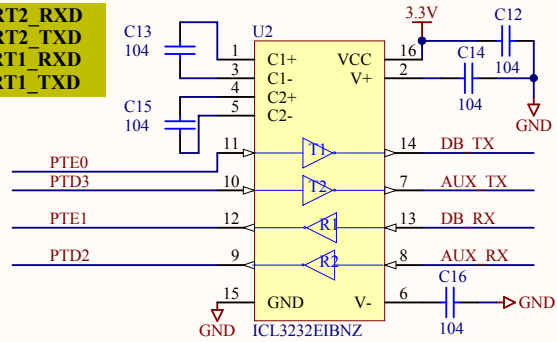 RT2_RXD
RT2_TXD
RT1_RXD
RT1_TXD
C13
104
C15
104
U2
3.3V
C12
104
C14
104
GND
1 C1+ VCC 16
3 C1- V+ 2
4 C2+
5 C2-
PTE0 11 T1 14 DB_TX
PTD3 10 T2 7 AUX_TX
PTE1 12 R1 13 DB_RX
PTD2 9 R2 8 AUX_RX
C16
104
15 GND V- 6
GND
GND
ICL3232EIBNZ